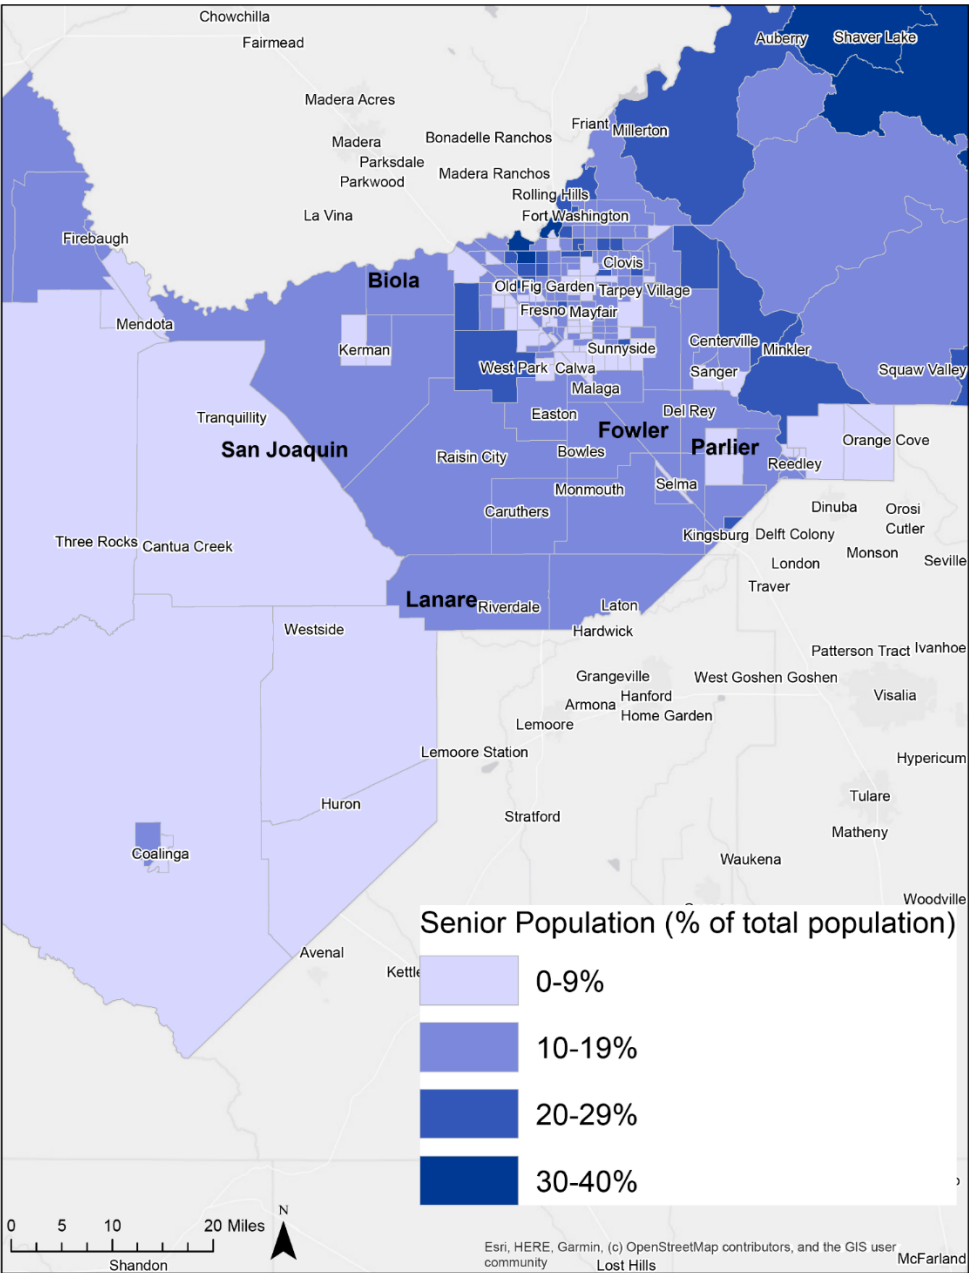 Chowchilla
Fairmead
Auberry
Shaver Lake
Madera Acres
Friant
Millerton
Madera
Bonadelle Ranchos
Parksdale
Madera Ranchos
Parkwood
Rolling Hills
La Vina
Fort Washington
Firebaugh
Clovis
Biola
Old Fig Garden
Tarpey Village
Fresno
Mayfair
Mendota
Kerman
Sunnyside
Centerville
Minkler
West Park
Calwa
Sanger
Squaw Valley
Malaga
Tranquillity
Easton
Del Rey
Fowler
Orange Cove
San Joaquin
Parlier
Raisin City
Bowles
Reedley
Monmouth
Selma
Caruthers
Dinuba
Orosi
Cutler
Three Rocks
Cantua Creek
Kingsburg
Delft Colony
Monson
London
Seville
Traver
Lanare
Riverdale
Laton
Westside
Hardwick
Patterson Tract
Ivanhoe
Grangeville
West Goshen
Goshen
Hanford
Visalia
Armona
Home Garden
Lemoore
Lemoore Station
Hypericum
Huron
Tulare
Stratford
Matheny
Coalinga
Waukena
Woodville
Avenal
Kettle
Senior Population (% of total population)
0-9%
10-19%
20-29%
30-40%
0 5 10 20 Miles
N
Esri, HERE, Garmin, (c) OpenStreetMap contributors, and the GIS user
community
Shandon
Lost Hills
McFarland